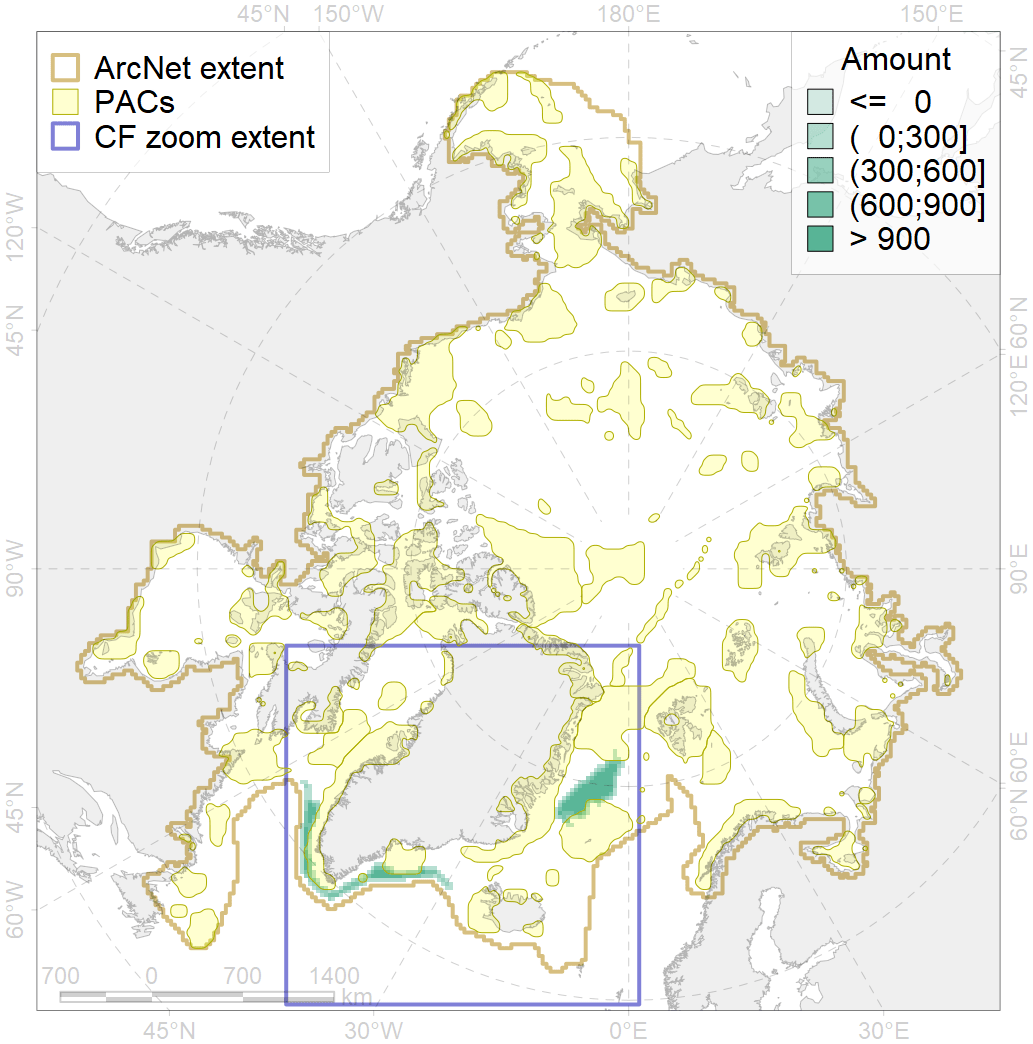 45°N 150°W 180°E 150°E
ArcNet extent
PACs
CF zoom extent
Amount
<= 0
( 0;300]
(300;600]
(600;900]
> 900
120°W
45°N
90°W
45°N
60°W
45°N
60°N
120°E
90°E
60°N
60°E
700 0 700 1400
km
45°N 30°W 0°E 30°E